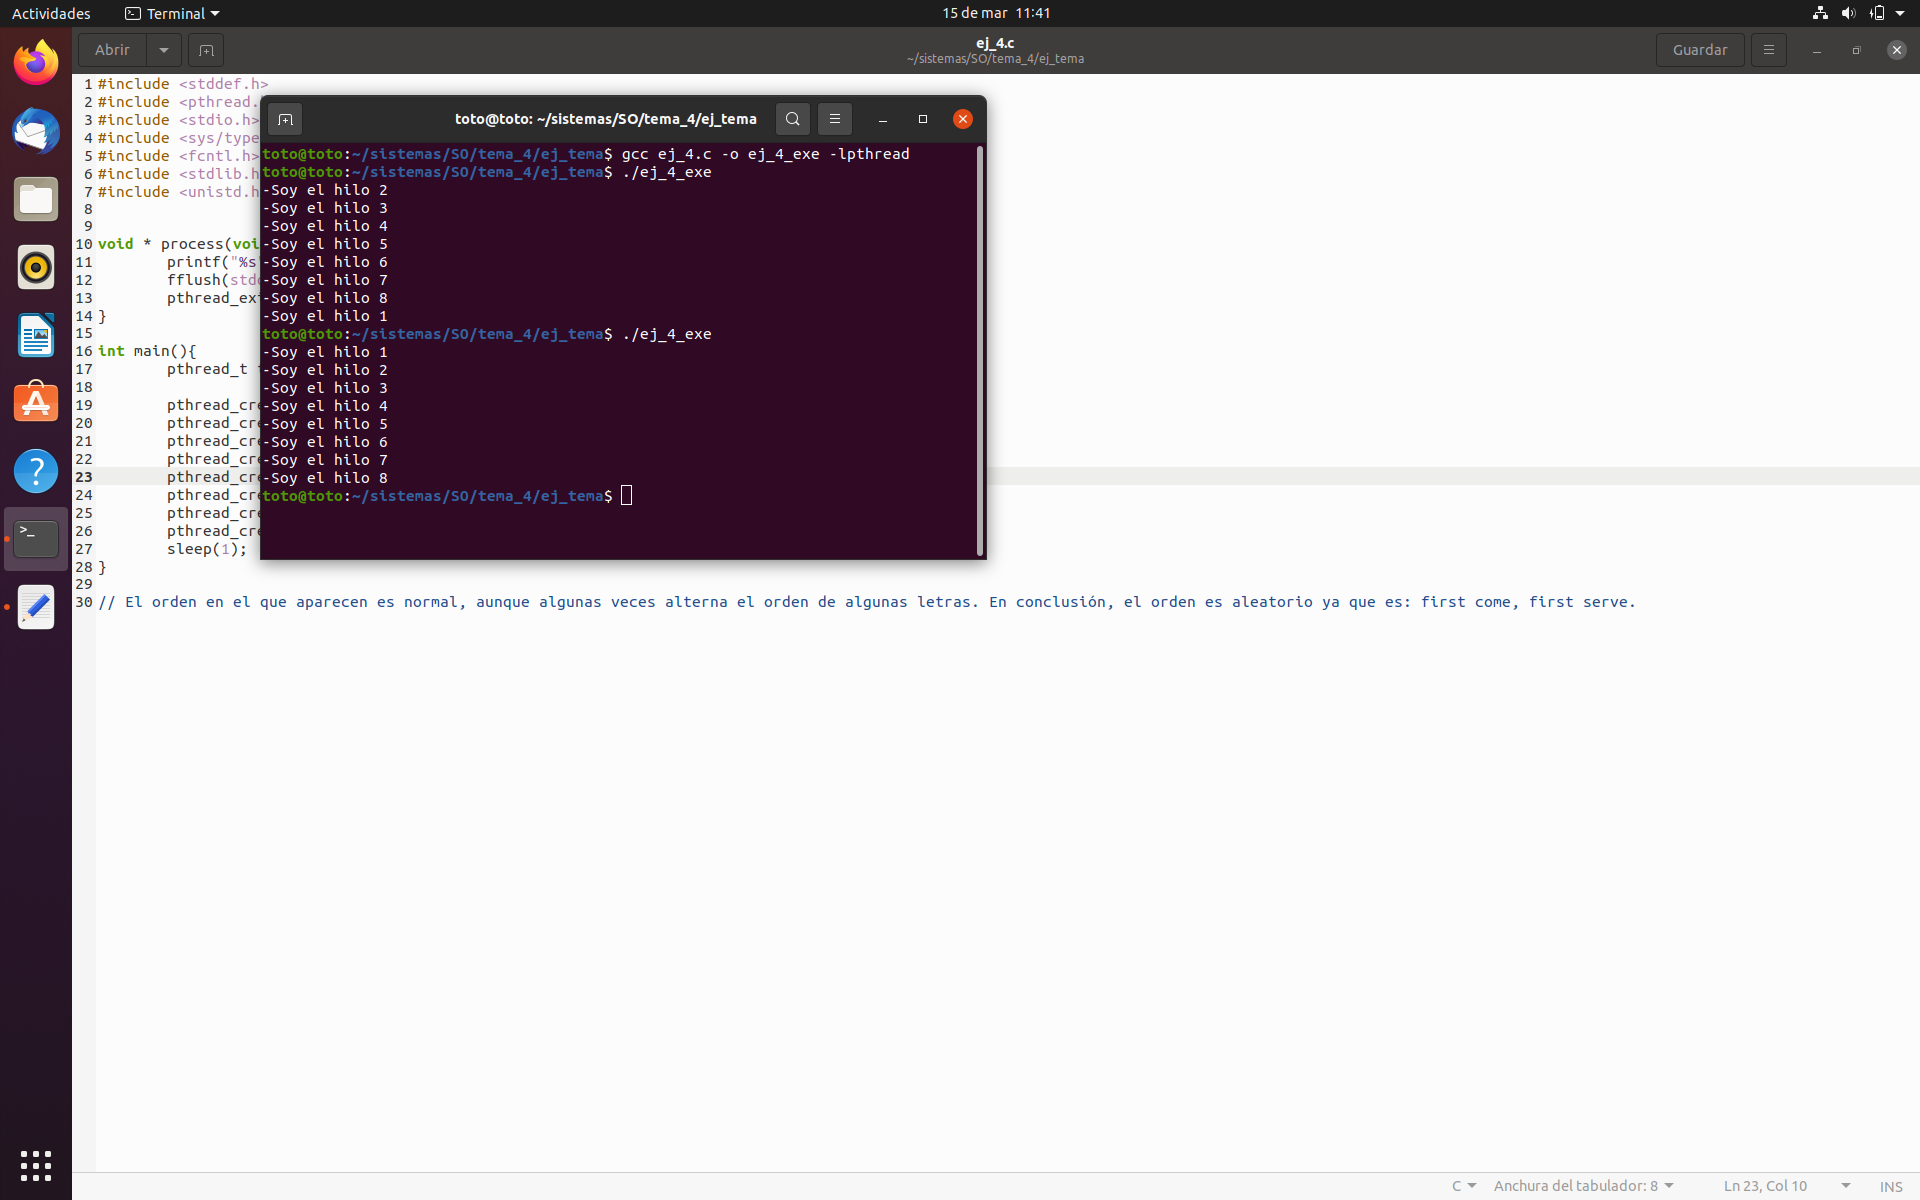 Actividades Terminal 15 de mar 11:41
Abrir ej_4.c Guardar
~/sistemas/SO/tema_4/ej_tema
1 #include <stddef.h>
2 #include <pthread.
3 #include <stdio.h>
4 #include <sys/type
5 #include <fcntl.h>
6 #include <stdlib.h
7 #include <unistd.h
8
9
10 void * process(voi
11 printf("%s"
12 fflush(std
13 pthread_ex
14 }
15
16 int main(){
17 pthread_t
18
19 pthread_cre
20 pthread_cre
21 pthread_cre
22 pthread_cre
23 pthread_cre
24 pthread_cre
25 pthread_cre
26 pthread_cre
27 sleep(1);
28 }
29
30 // El orden en el que aparecen es normal, aunque algunas veces alterna el orden de algunas letras. En conclusión, el orden es aleatorio ya que es: first come, first serve.
toto@toto: ~/sistemas/SO/tema_4/ej_tema
toto@toto:~/sistemas/SO/tema_4/ej_tema$ gcc ej_4.c -o ej_4_exe -lpthread
toto@toto:~/sistemas/SO/tema_4/ej_tema$ ./ej_4_exe
-Soy el hilo 2
-Soy el hilo 3
-Soy el hilo 4
-Soy el hilo 5
-Soy el hilo 6
-Soy el hilo 7
-Soy el hilo 8
-Soy el hilo 1
toto@toto:~/sistemas/SO/tema_4/ej_tema$ ./ej_4_exe
-Soy el hilo 1
-Soy el hilo 2
-Soy el hilo 3
-Soy el hilo 4
-Soy el hilo 5
-Soy el hilo 6
-Soy el hilo 7
-Soy el hilo 8
toto@toto:~/sistemas/SO/tema_4/ej_tema$
C Anchura del tabulador: 8 Ln 23, Col 10 INS